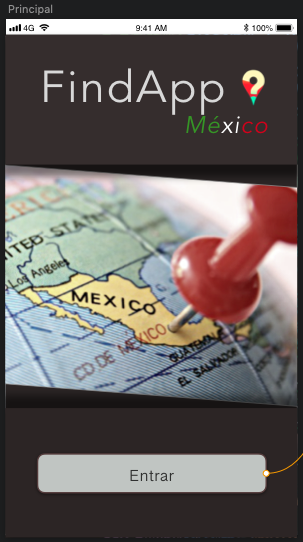 Principal
4G 9:41 AM 100%
FindApp
México
UNITED STATES
Los Angeles
MEXICO
CD DE MEXICO
GUATEMALA
EL SALVADOR
Entrar